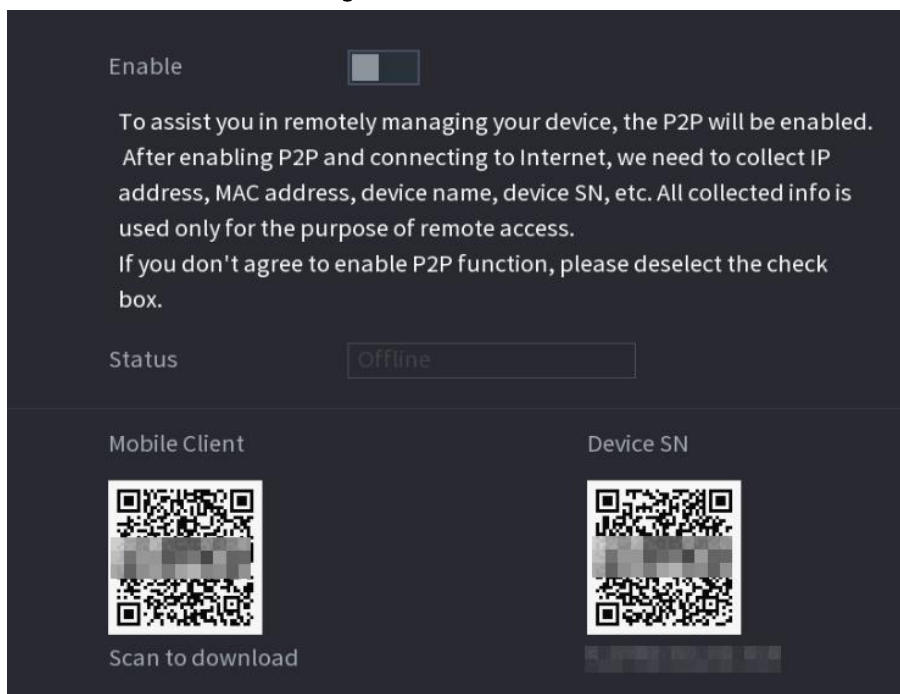 Enable
To assist you in remotely managing your device, the P2P will be enabled.
After enabling P2P and connecting to Internet, we need to collect IP
address, MAC address, device name, device SN, etc. All collected info is
used only for the purpose of remote access.
If you don't agree to enable P2P function, please deselect the check
box.
Status Offline
Mobile Client Device SN
Scan to download